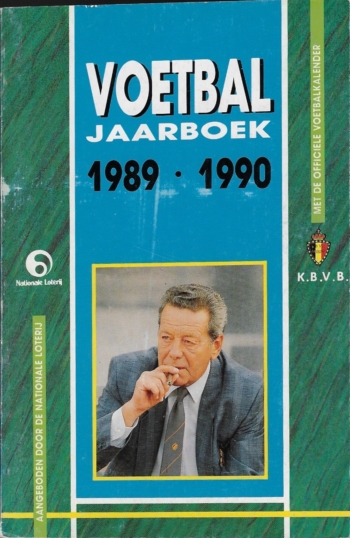 VOETBAL
JAARBOEK
1989 · 1990
MET DE OFFICIELE VOETBALKALENDER
Nationale Loterij
K.B.V.B.
AANGEBODEN DOOR DE NATIONALE LOTERIJ